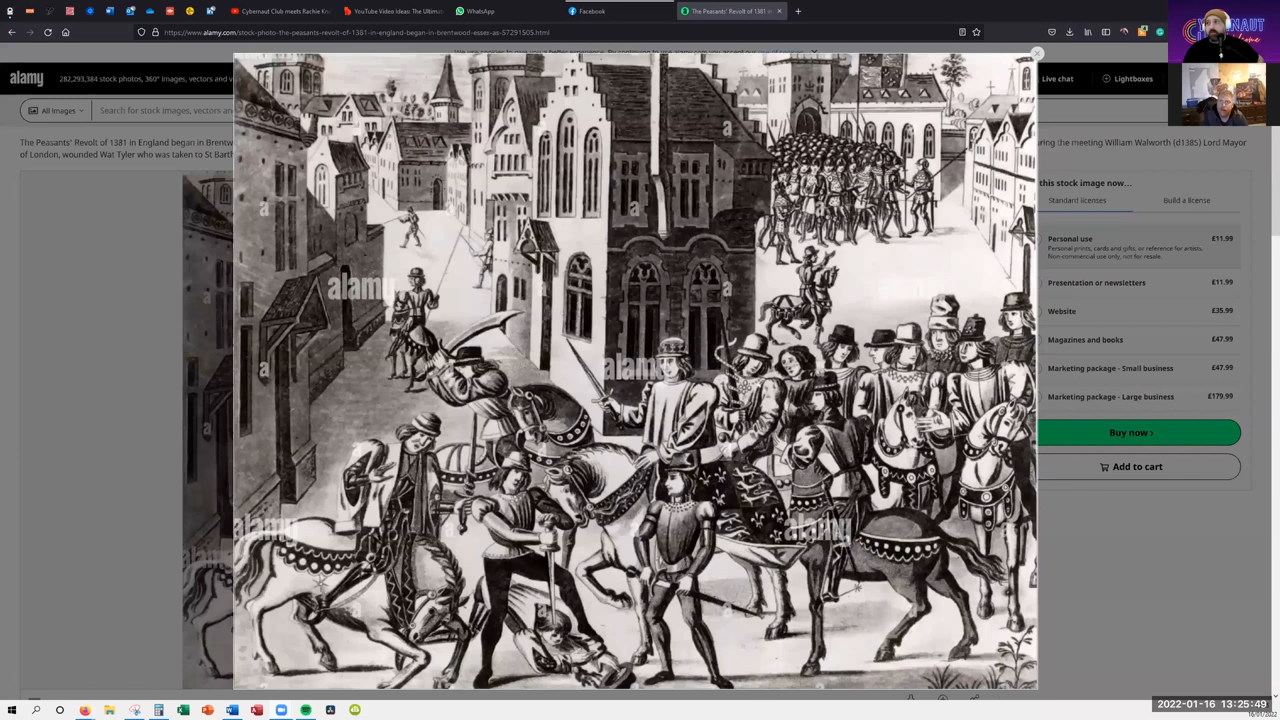 Cybernaut Club meets Rachie Kn
YouTube Video Ideas: The Ultima
WhatsApp
Facebook
The Peasants' Revolt of 1381 in
https://www.alamy.com/stock-photo-the-peasants-revolt-of-1381-in-england-began-in-brentwood-essex-as-57291505.html
alamy
282,293,384 stock photos, 360° images, vectors and v
Live chat
Lightboxes
All images
Search for stock images, vectors an
The Peasants' Revolt of 1381 in England began in Brentw
uring the meeting William Walworth (d1385) Lord Mayor
of London, wounded Wat Tyler who was taken to St Barth
this stock image now...
Standard licenses
Build a license
Personal use
£11.99
Personal prints, cards and gifts, or reference for artists.
Non-commercial use only, not for resale.
Presentation or newsletters
£11.99
Website
£35.99
Magazines and books
£47.99
Marketing package - Small business
£47.99
Marketing package - Large business
£179.99
Buy now
Add to cart
alamy
alamy
alamy
alamy
2022-01-16 13:25:49
16/01/2022